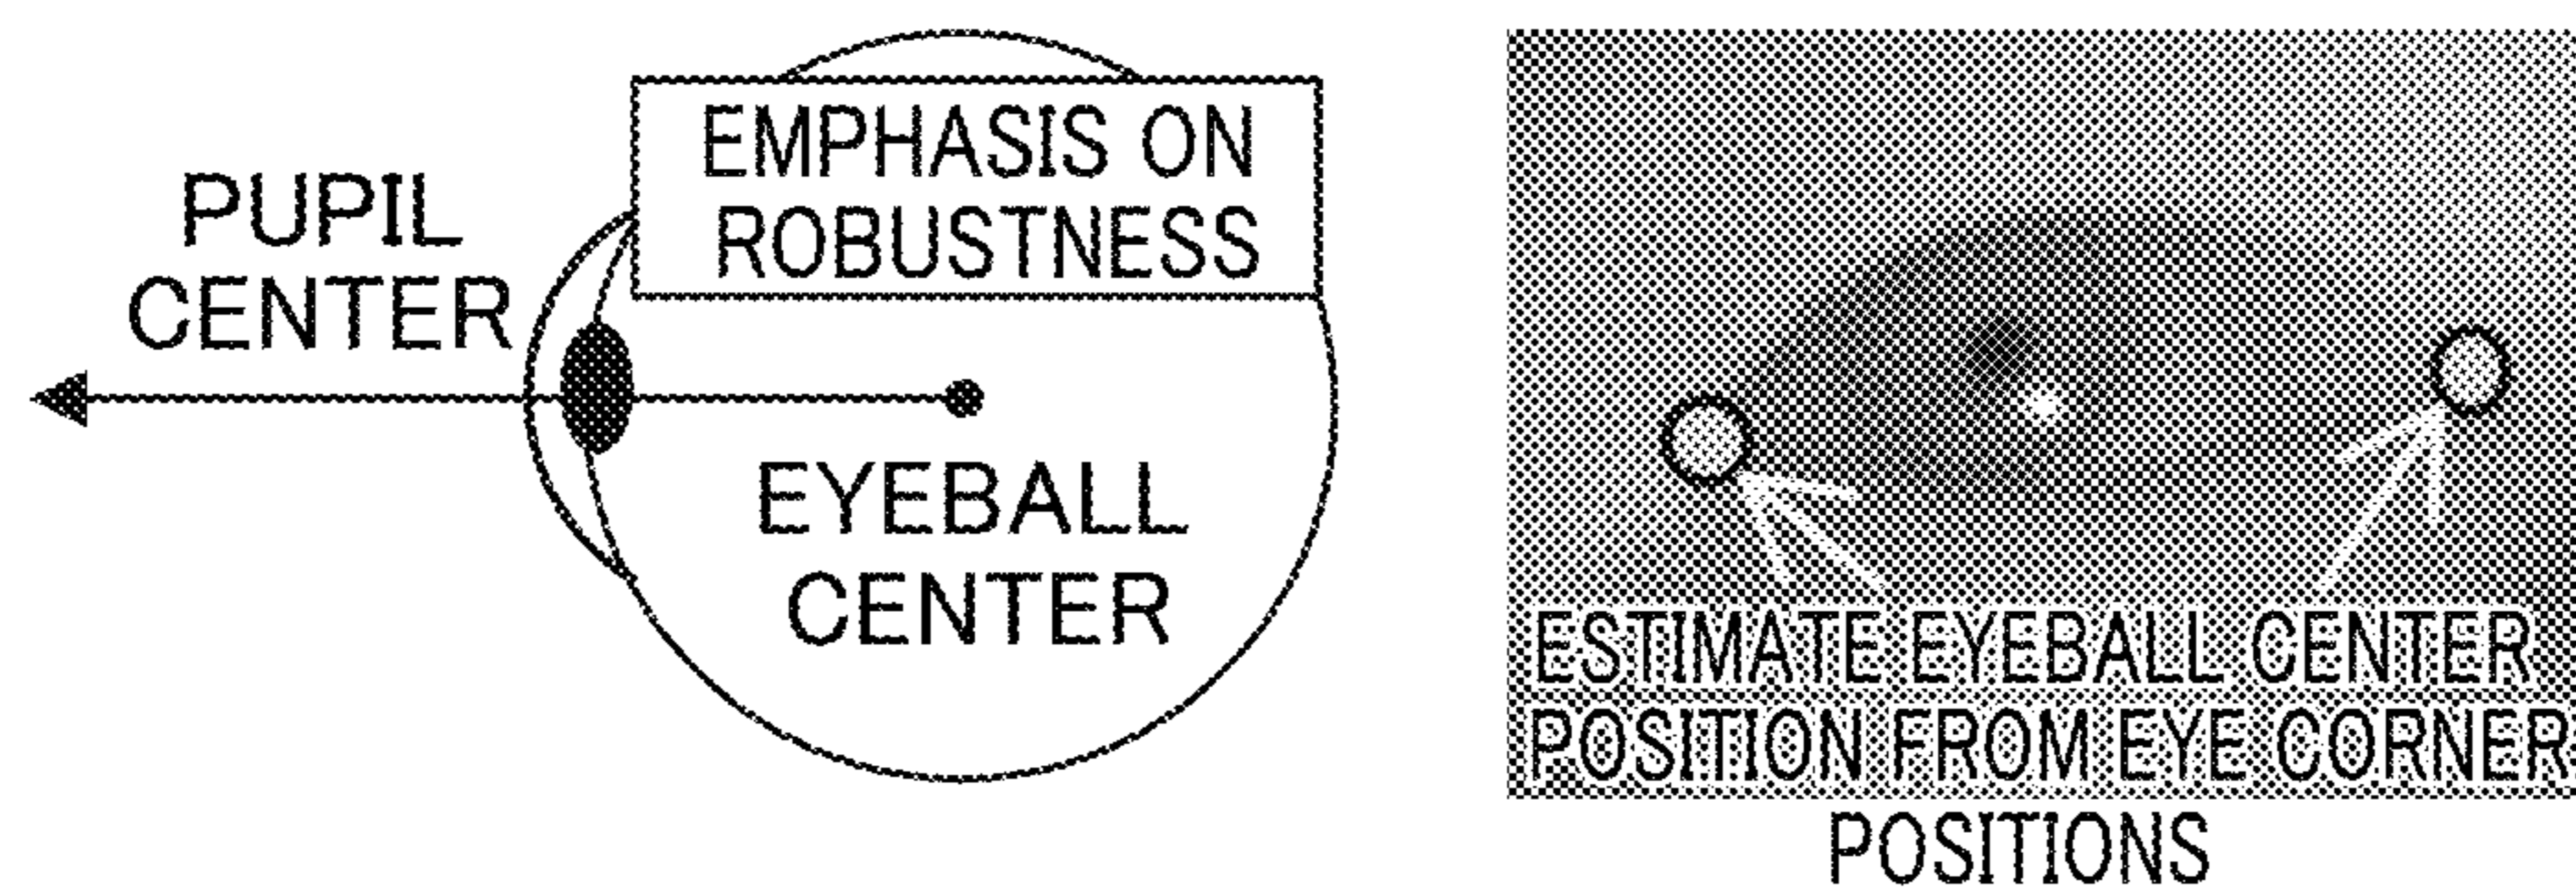 EMPHASIS ON
ROBUSTNESS
PUPIL
CENTER
EYEBALL
CENTER
ESTIMATE EYEBALL CENTER
POSITION FROM EYE CORNER
POSITIONS